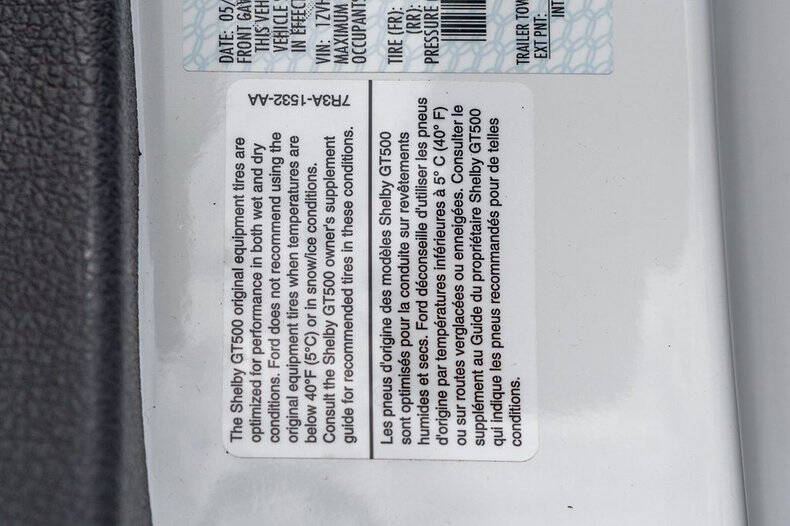 DATE: 05/
FRONT GAW
THIS VEH
VEHICLE
IN EFFECT
VIN: 1ZVH
MAXIMUM
OCCUPANTS
TIRE (FR):
(RR):
PRESSURE
TRAILER TOW
EXT PNT:
INT
7R3A-1532-AA
The Shelby GT500 original equipment tires are
optimized for performance in both wet and dry
conditions. Ford does not recommend using the
original equipment tires when temperatures are
below 40°F (5°C) or in snow/ice conditions.
Consult the Shelby GT500 owner's supplement
guide for recommended tires in these conditions.
Les pneus d'origine des modèles Shelby GT500
sont optimisés pour la conduite sur revêtements
humides et secs. Ford déconseille d'utiliser les pneus
d'origine par températures inférieures à 5° C (40° F)
ou sur routes verglacées ou enneigées. Consulter le
supplément au Guide du propriétaire Shelby GT500
qui indique les pneus recommandés pour de telles
conditions.